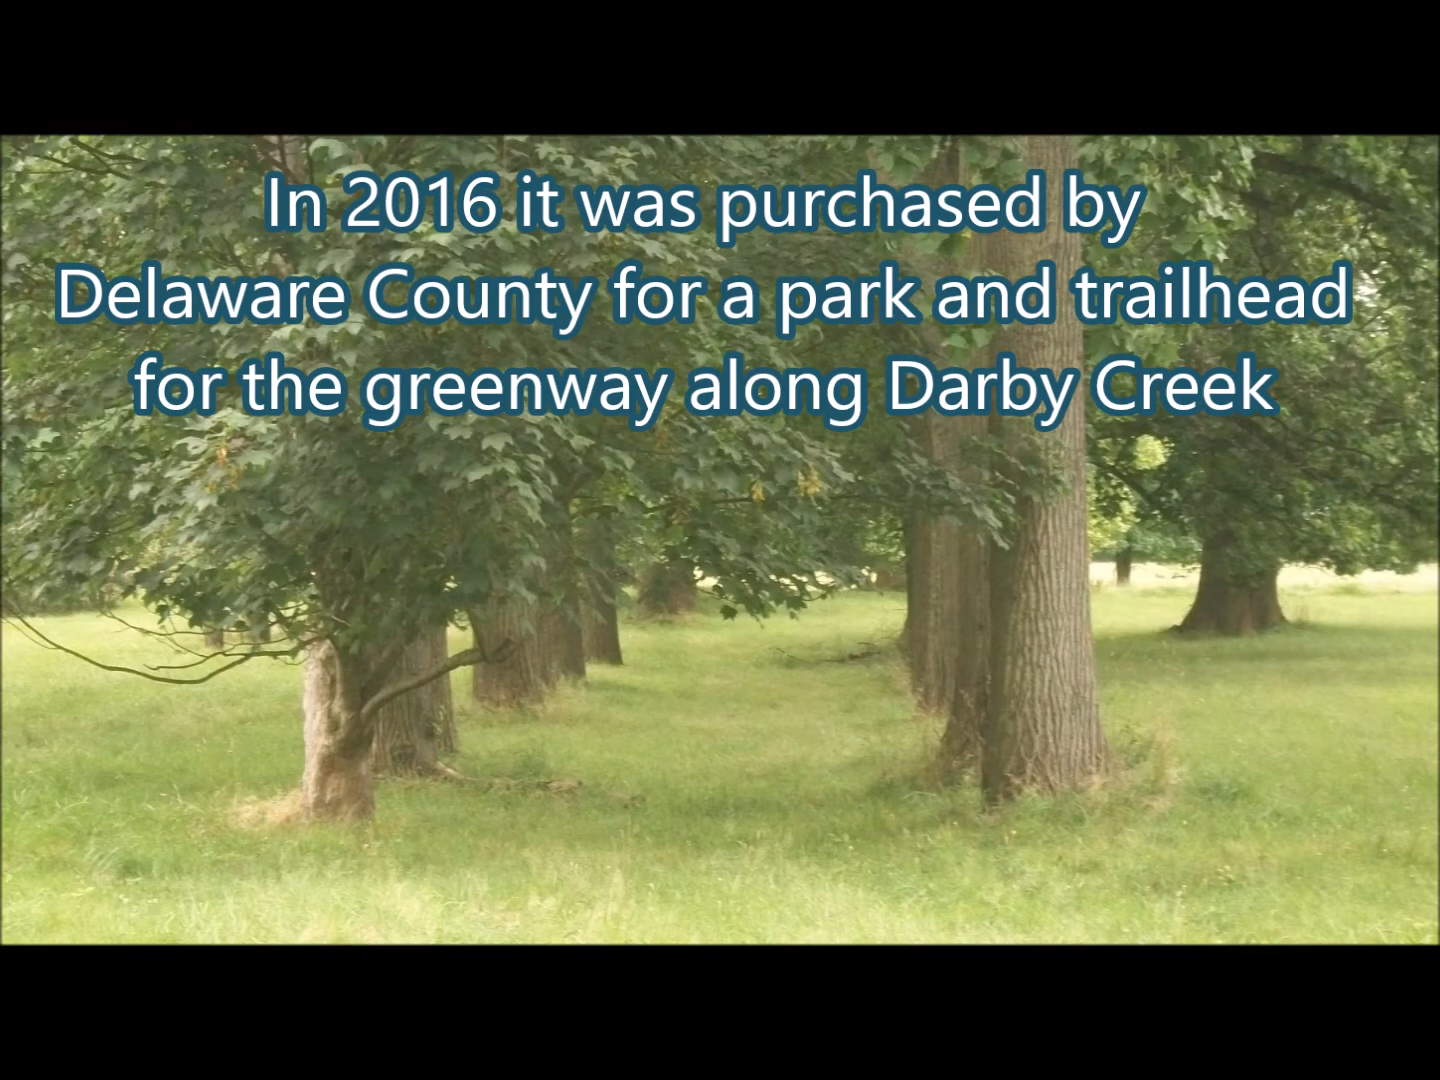 In 2016 it was purchased by
Delaware County for a park and trailhead
for the greenway along Darby Creek